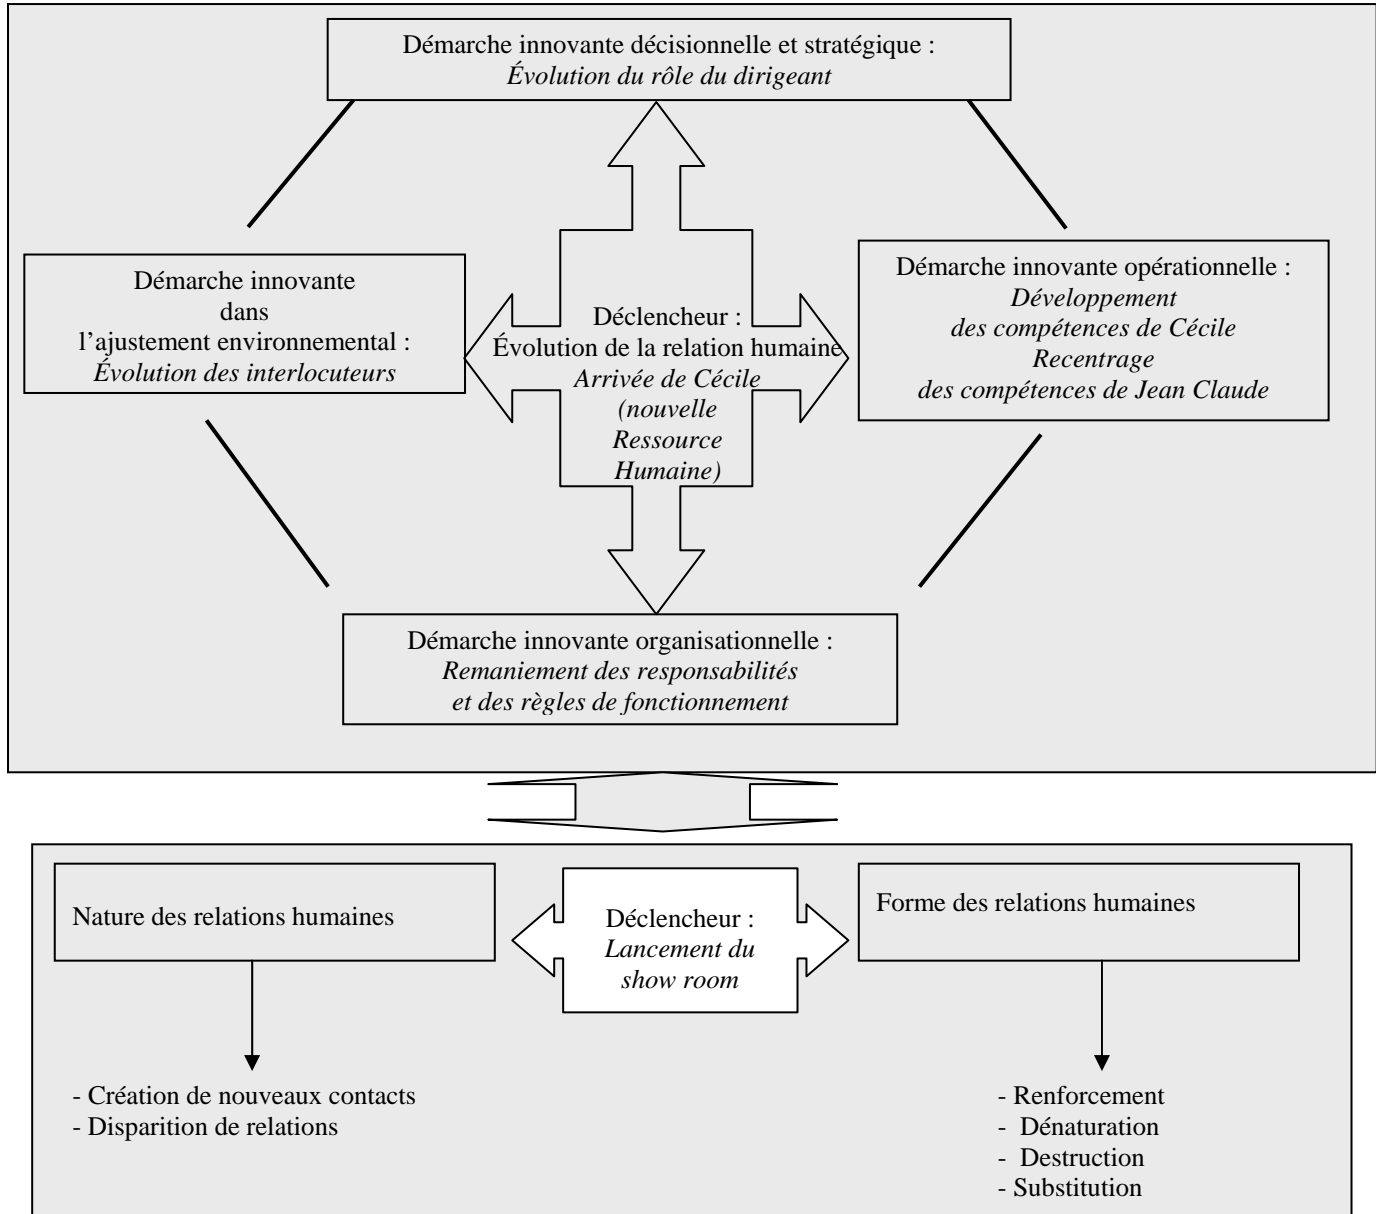 Démarche innovante décisionnelle et stratégique :
Évolution du rôle du dirigeant
Démarche innovante
dans
l’ajustement environnemental :
Évolution des interlocuteurs
Déclencheur :
Évolution de la relation humaine
Arrivée de Cécile
(nouvelle
Ressource
Humaine)
Démarche innovante opérationnelle :
Développement
des compétences de Cécile
Recentrage
des compétences de Jean Claude
Démarche innovante organisationnelle :
Remaniement des responsabilités
et des règles de fonctionnement
Nature des relations humaines
Déclencheur :
Lancement du
show room
Forme des relations humaines
- Création de nouveaux contacts
- Disparition de relations
- Renforcement
- Dénaturation
- Destruction
- Substitution